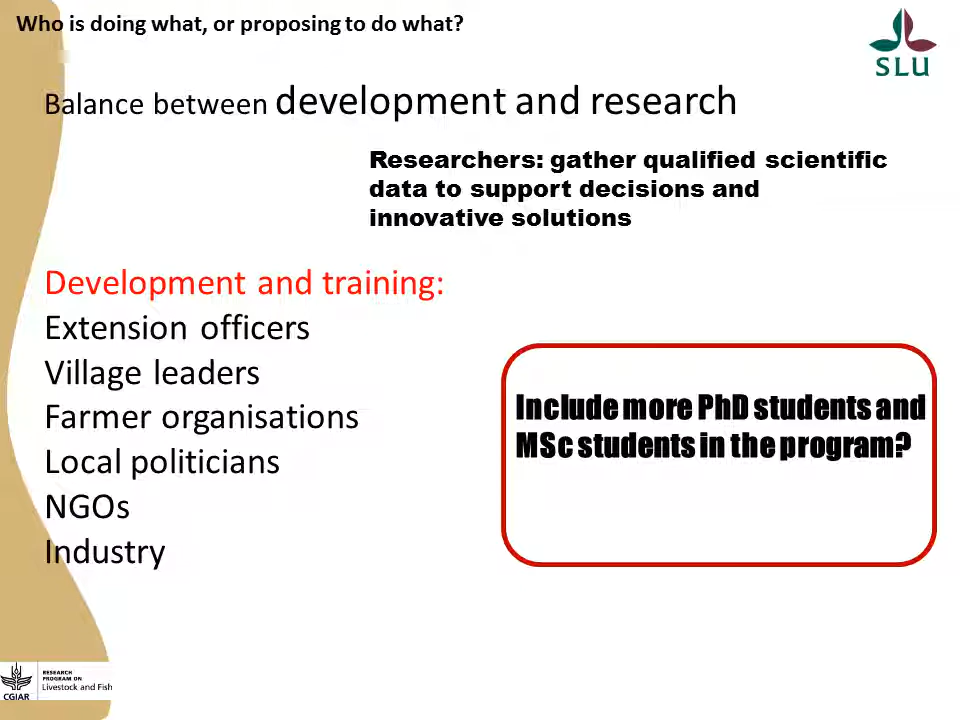 Who is doing what, or proposing to do what?
SLU
Balance between development and research
Researchers: gather qualified scientific
data to support decisions and
innovative solutions
Development and training:
Extension officers
Village leaders
Farmer organisations
Local politicians
NGOs
Industry
Include more PhD students and
MSc students in the program?
CGIAR
RESEARCH
PROGRAM ON
Livestock and Fish